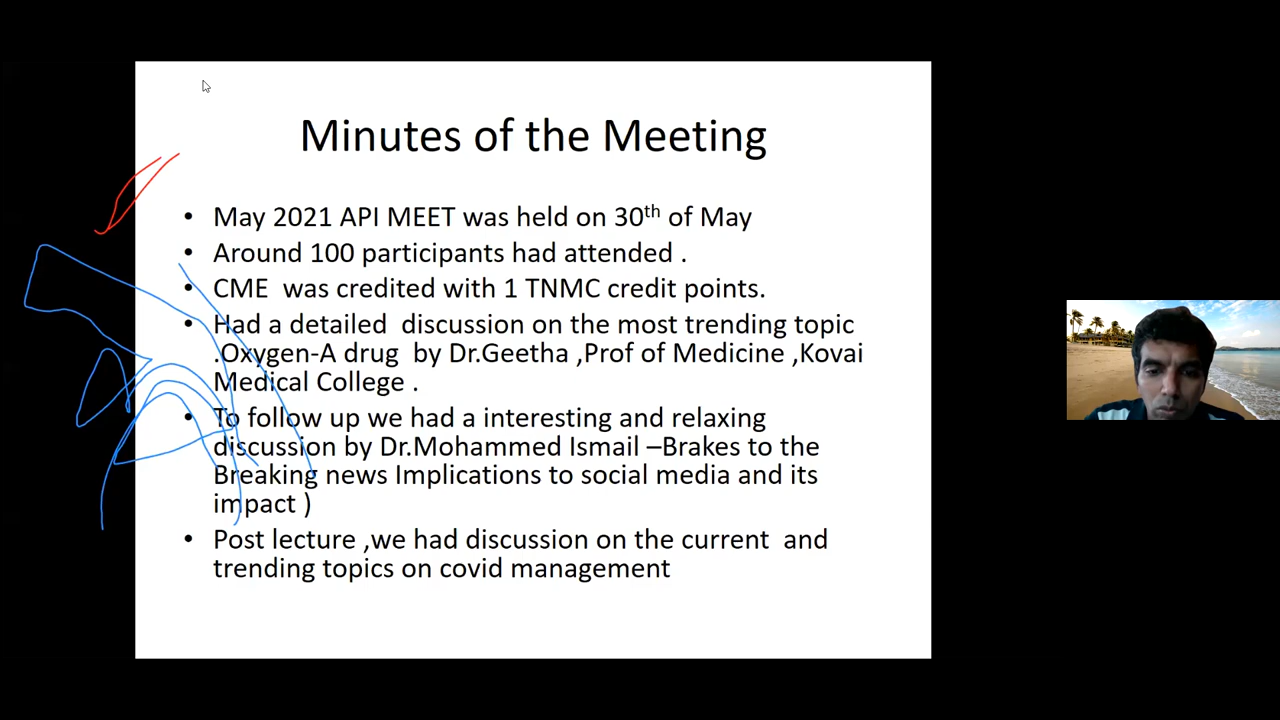 Minutes of the Meeting
• May 2021 API MEET was held on 30th of May
• Around 100 participants had attended .
• CME was credited with 1 TNMC credit points.
• Had a detailed discussion on the most trending topic
.Oxygen-A drug by Dr.Geetha ,Prof of Medicine ,Kovai
Medical College .
• To follow up we had a interesting and relaxing
discussion by Dr.Mohammed Ismail –Brakes to the
Breaking news Implications to social media and its
impact )
• Post lecture ,we had discussion on the current and
trending topics on covid management